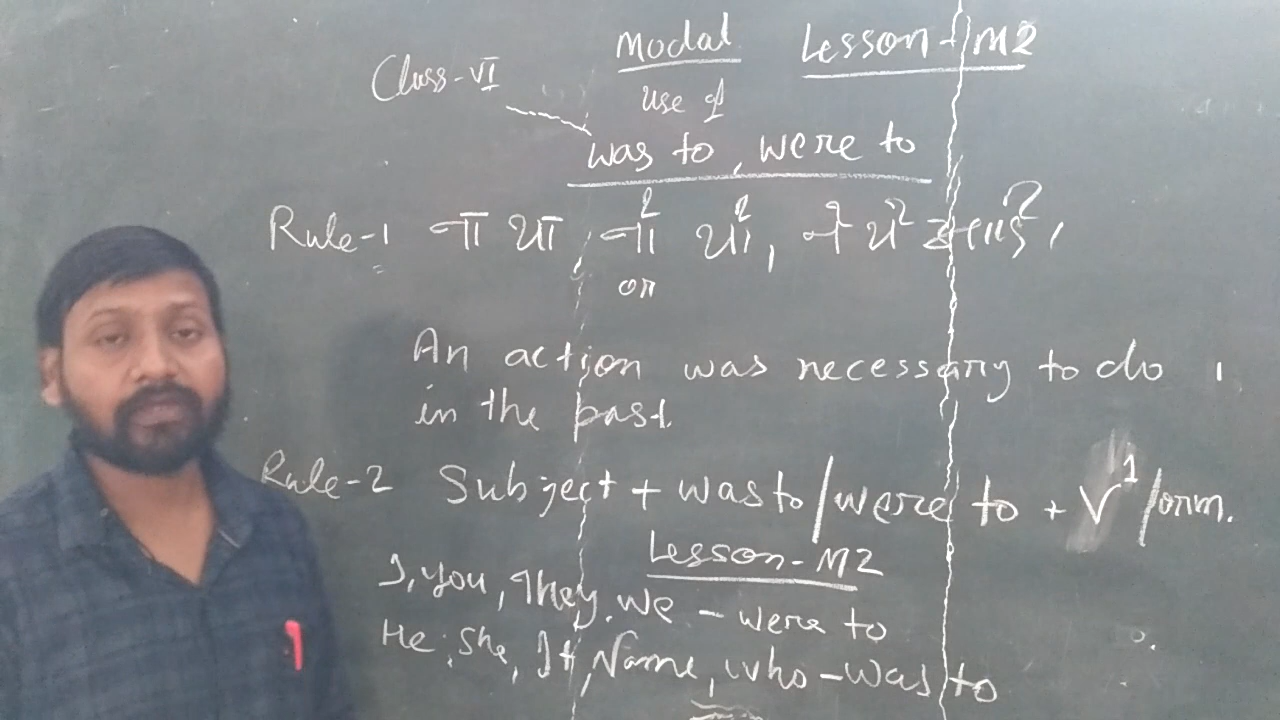 Modal Lesson-M2
Class-VI
Use of
was to, were to
Rule-1 ना था, नी थी, ने थे
or
An action was necessary to do
in the past.
Rule-2 Subject + was to/were to + V1 form.
Lesson-M2
I, you, They, We - were to
He, She, It, Name, Who - was to